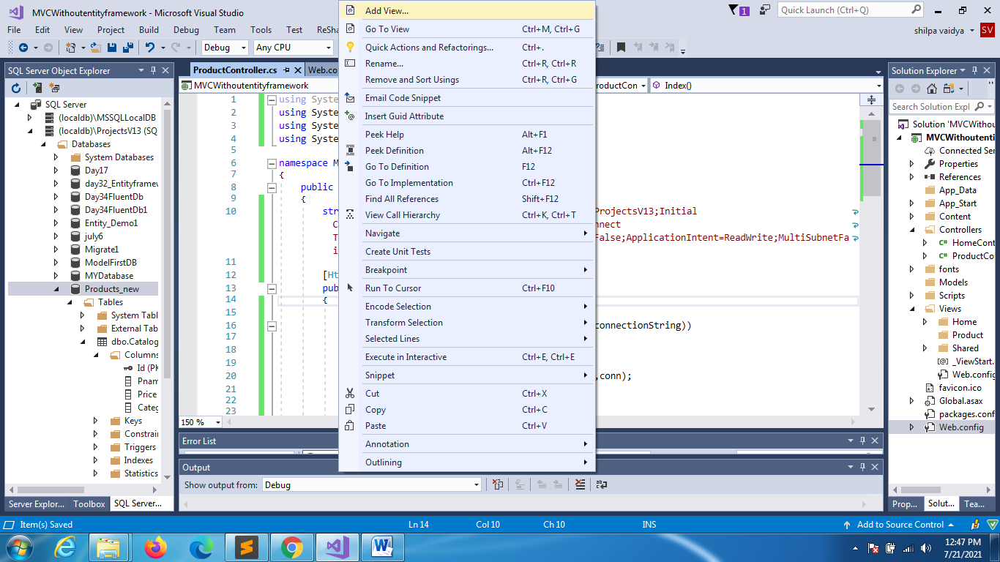 MVCWithoutentityframework - Microsoft Visual Studio
1
Quick Launch (Ctrl+Q)
File Edit View Project Build Debug Team Tools Test ReSha
shilpa vaidya SV
Debug Any CPU
SQL Server Object Explorer
SQL Server
(localdb)\MSSQLLocalDB
(localdb)\ProjectsV13 (SQ
Databases
System Databases
Day17
day32_Entityframew
Day34FluentDb
Day34FluentDb1
Entity_Demo1
july6
Migrate1
ModelFirstDB
MYDatabase
Products_new
Tables
System Tabl
External Tabl
dbo.Catalog
Columns
Id (PK
Pnam
Price
Categ
Keys
Constrai
Triggers
Indexes
Statistics
Server Explor... Toolbox SQL Server...
ProductController.cs Web.co
MVCWithoutentityframework
roductCon Index()
1 using System
2 using System
3 using System
4 using System
5
6 namespace M
7 {
8 public
9 {
10 str ProjectsV13;Initial
C nnect
T False;ApplicationIntent=ReadWrite;MultiSubnetFa
i
11
12 [Ht
13 pub
14 {
15
16 connectionString))
17
18
19
20 ,conn);
21
22
23
150 %
Add View...
Go To View Ctrl+M, Ctrl+G
Quick Actions and Refactorings... Ctrl+.
Rename... Ctrl+R, Ctrl+R
Remove and Sort Usings Ctrl+R, Ctrl+G
Email Code Snippet
Insert Guid Attribute
Peek Help Alt+F1
Peek Definition Alt+F12
Go To Definition F12
Go To Implementation Ctrl+F12
Find All References Shift+F12
View Call Hierarchy Ctrl+K, Ctrl+T
Navigate
Create Unit Tests
Breakpoint
Run To Cursor Ctrl+F10
Encode Selection
Transform Selection
Selected Lines
Execute in Interactive Ctrl+E, Ctrl+E
Snippet
Cut Ctrl+X
Copy Ctrl+C
Paste Ctrl+V
Annotation
Outlining
Error List
Output
Show output from: Debug
Solution Explorer
Search Solution Expl
Solution 'MVCWithou
MVCWithoutenti
Connected Ser
Properties
References
App_Data
App_Start
Content
Controllers
C# HomeCont
C# ProductCo
fonts
Models
Scripts
Views
Home
Product
Shared
[@] _ViewStart.c
Web.config
favicon.ico
Global.asax
packages.conf
Web.config
Prop... Solut... Tea...
Item(s) Saved Ln 14 Col 10 Ch 10 INS Add to Source Control
12:47 PM
7/21/2021